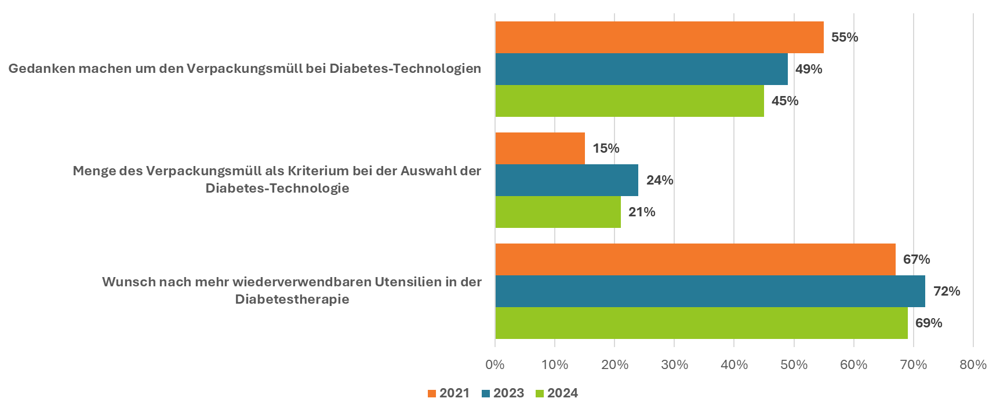 55%
Gedanken machen um den Verpackungsmüll bei Diabetes-Technologien
49%
45%
15%
Menge des Verpackungsmüll als Kriterium bei der Auswahl der
Diabetes-Technologie
24%
21%
67%
Wunsch nach mehr wiederverwendbaren Utensilien in der
Diabetestherapie
72%
69%
0% 10% 20% 30% 40% 50% 60% 70% 80%
2021 2023 2024